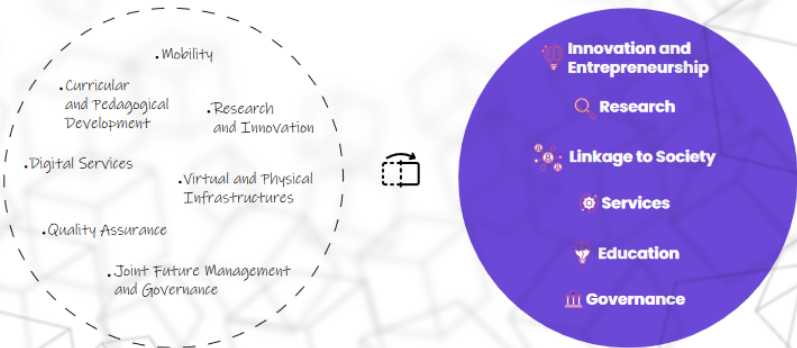 .Mobility
.Curricular
and Pedagogical
Development
.Research
and Innovation
.Digital Services
.Virtual and Physical
Infrastructures
.Quality Assurance
.Joint Future Management
and Governance
Innovation and
Entrepreneurship
Research
Linkage to Society
Services
Education
Governance